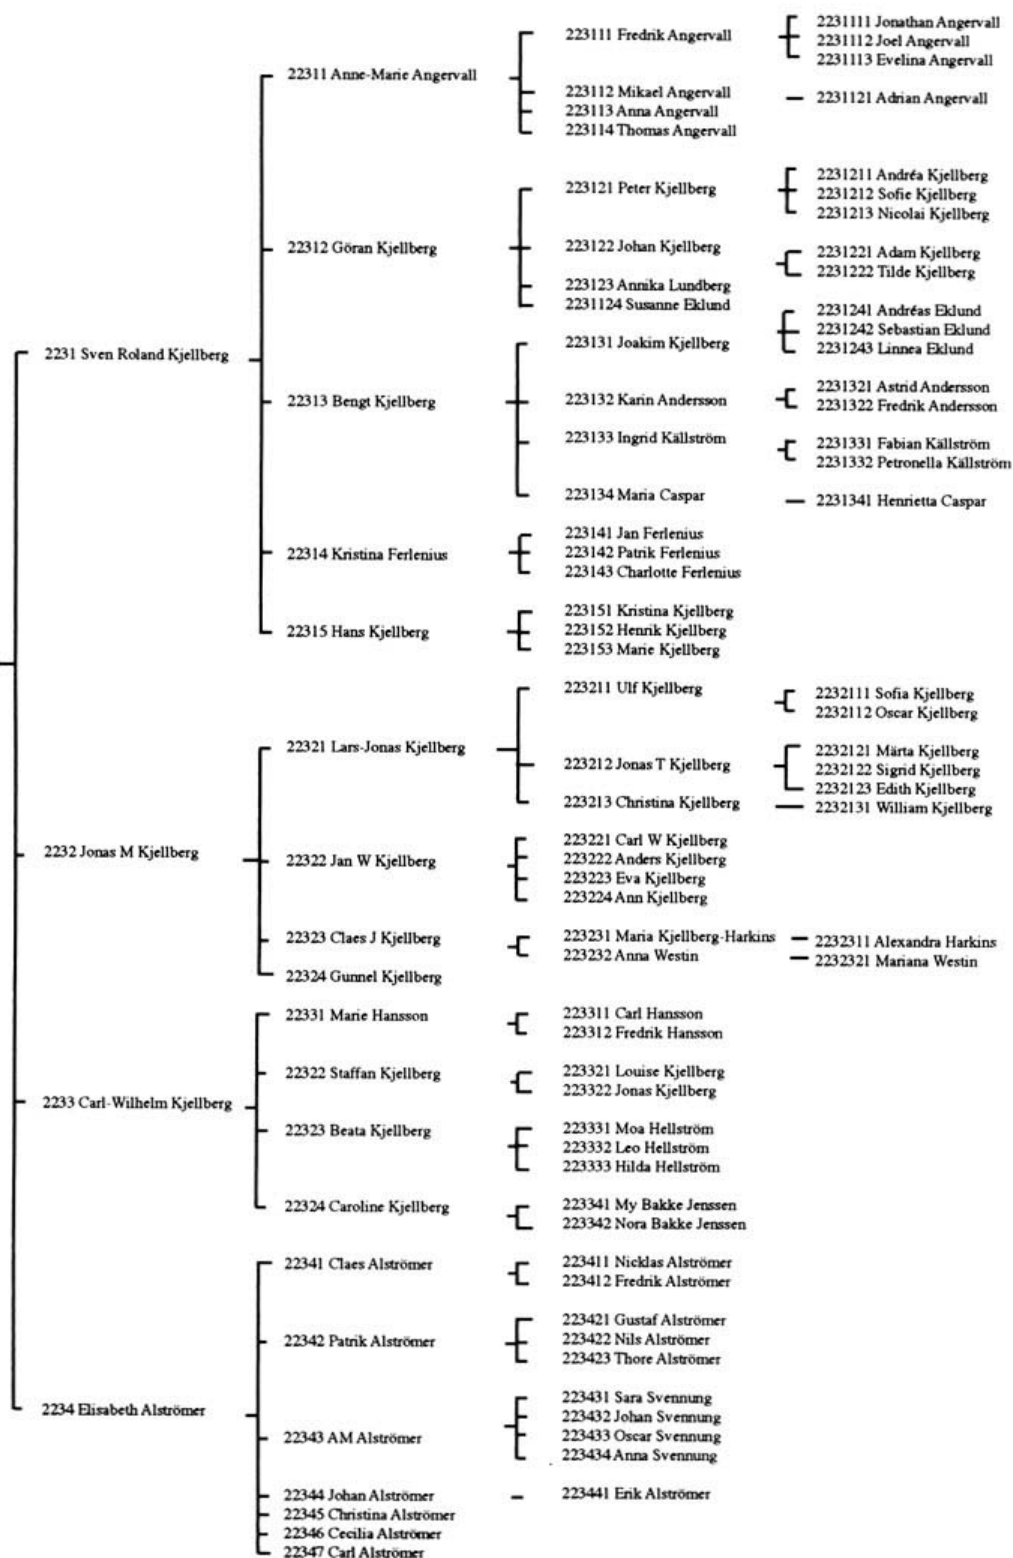 2231 Sven Roland Kjellberg
22311 Anne-Marie Angervall
223111 Fredrik Angervall
2231111 Jonathan Angervall
2231112 Joel Angervall
2231113 Evelina Angervall
223112 Mikael Angervall
2231121 Adrian Angervall
223113 Anna Angervall
223114 Thomas Angervall
22312 Göran Kjellberg
223121 Peter Kjellberg
2231211 Andréa Kjellberg
2231212 Sofie Kjellberg
2231213 Nicolai Kjellberg
223122 Johan Kjellberg
2231221 Adam Kjellberg
2231222 Tilde Kjellberg
223123 Annika Lundberg
2231124 Susanne Eklund
2231241 Andréas Eklund
2231242 Sebastian Eklund
2231243 Linnea Eklund
22313 Bengt Kjellberg
223131 Joakim Kjellberg
223132 Karin Andersson
2231321 Astrid Andersson
2231322 Fredrik Andersson
223133 Ingrid Källström
2231331 Fabian Källström
2231332 Petronella Källström
223134 Maria Caspar
2231341 Henrietta Caspar
22314 Kristina Ferlenius
223141 Jan Ferlenius
223142 Patrik Ferlenius
223143 Charlotte Ferlenius
22315 Hans Kjellberg
223151 Kristina Kjellberg
223152 Henrik Kjellberg
223153 Marie Kjellberg
2232 Jonas M Kjellberg
22321 Lars-Jonas Kjellberg
223211 Ulf Kjellberg
2232111 Sofia Kjellberg
2232112 Oscar Kjellberg
223212 Jonas T Kjellberg
2232121 Märta Kjellberg
2232122 Sigrid Kjellberg
2232123 Edith Kjellberg
223213 Christina Kjellberg
2232131 William Kjellberg
22322 Jan W Kjellberg
223221 Carl W Kjellberg
223222 Anders Kjellberg
223223 Eva Kjellberg
223224 Ann Kjellberg
22323 Claes J Kjellberg
223231 Maria Kjellberg-Harkins
2232311 Alexandra Harkins
223232 Anna Westin
2232321 Mariana Westin
22324 Gunnel Kjellberg
2233 Carl-Wilhelm Kjellberg
22331 Marie Hansson
223311 Carl Hansson
223312 Fredrik Hansson
22322 Staffan Kjellberg
223321 Louise Kjellberg
223322 Jonas Kjellberg
22323 Beata Kjellberg
223331 Moa Hellström
223332 Leo Hellström
223333 Hilda Hellström
22324 Caroline Kjellberg
223341 My Bakke Jenssen
223342 Nora Bakke Jenssen
2234 Elisabeth Alströmer
22341 Claes Alströmer
223411 Nicklas Alströmer
223412 Fredrik Alströmer
22342 Patrik Alströmer
223421 Gustaf Alströmer
223422 Nils Alströmer
223423 Thore Alströmer
22343 AM Alströmer
223431 Sara Svennung
223432 Johan Svennung
223433 Oscar Svennung
223434 Anna Svennung
22344 Johan Alströmer
223441 Erik Alströmer
22345 Christina Alströmer
22346 Cecilia Alströmer
22347 Carl Alströmer